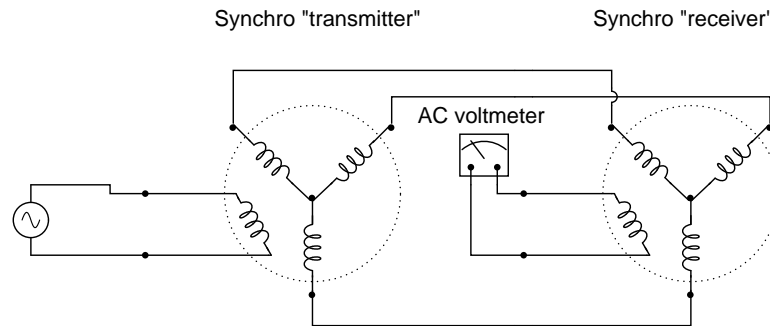 Synchro "transmitter"
Synchro "receiver"
AC voltmeter